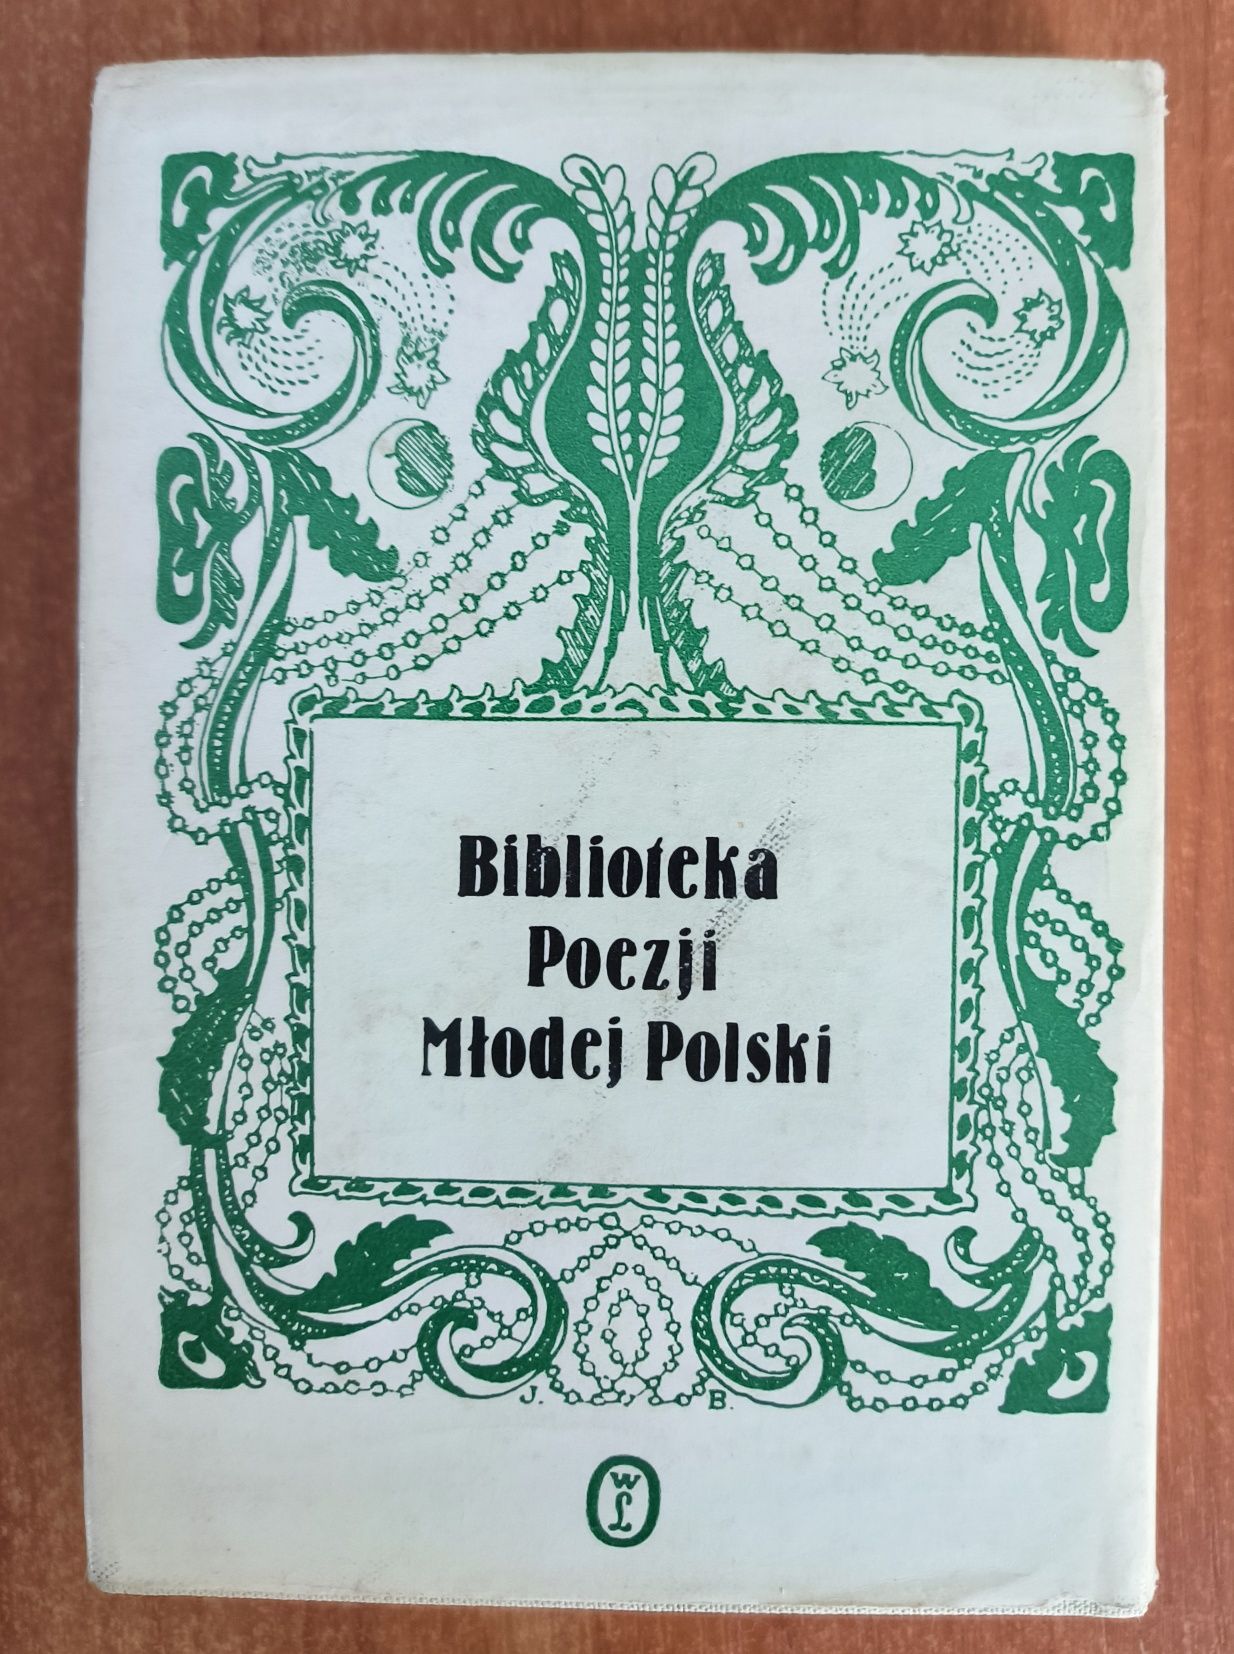 Biblioteka
Poezji
Młodej Polski
J. B.
WL